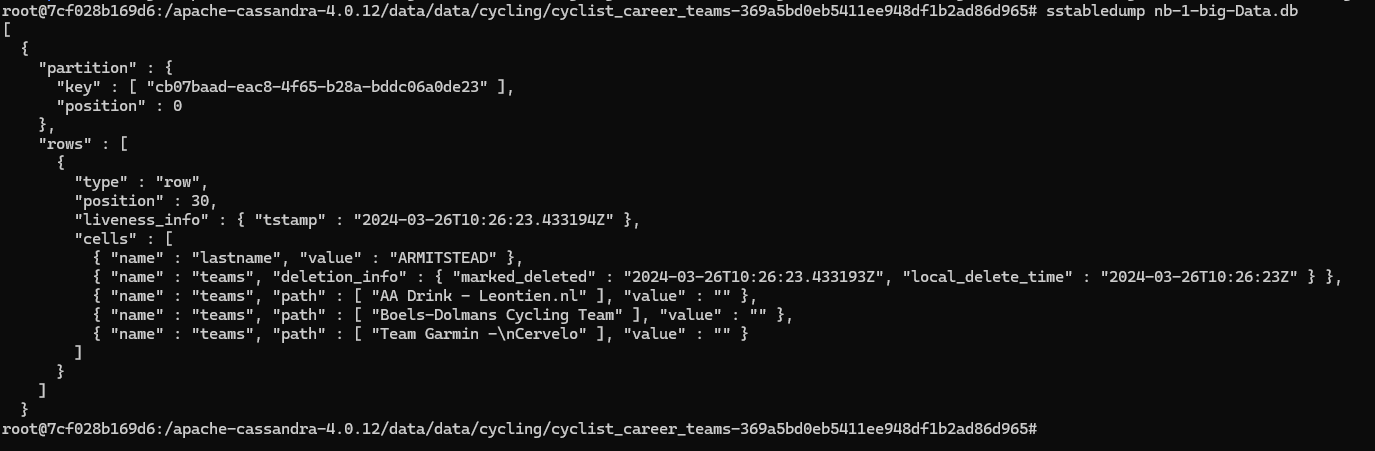 root@7cf028b169d6:/apache-cassandra-4.0.12/data/data/cycling/cyclist_career_teams-369a5bd0eb5411ee948df1b2ad86d965# sstabledump nb-1-big-Data.db
[
  {
    "partition" : {
      "key" : [ "cb07baad-eac8-4f65-b28a-bddc06a0de23" ],
      "position" : 0
    },
    "rows" : [
      {
        "type" : "row",
        "position" : 30,
        "liveness_info" : { "tstamp" : "2024-03-26T10:26:23.433194Z" },
        "cells" : [
          { "name" : "lastname", "value" : "ARMITSTEAD" },
          { "name" : "teams", "deletion_info" : { "marked_deleted" : "2024-03-26T10:26:23.433193Z", "local_delete_time" : "2024-03-26T10:26:23Z" } },
          { "name" : "teams", "path" : [ "AA Drink - Leontien.nl" ], "value" : "" },
          { "name" : "teams", "path" : [ "Boels-Dolmans Cycling Team" ], "value" : "" },
          { "name" : "teams", "path" : [ "Team Garmin -\nCervelo" ], "value" : "" }
        ]
      }
    ]
  }
root@7cf028b169d6:/apache-cassandra-4.0.12/data/data/cycling/cyclist_career_teams-369a5bd0eb5411ee948df1b2ad86d965#